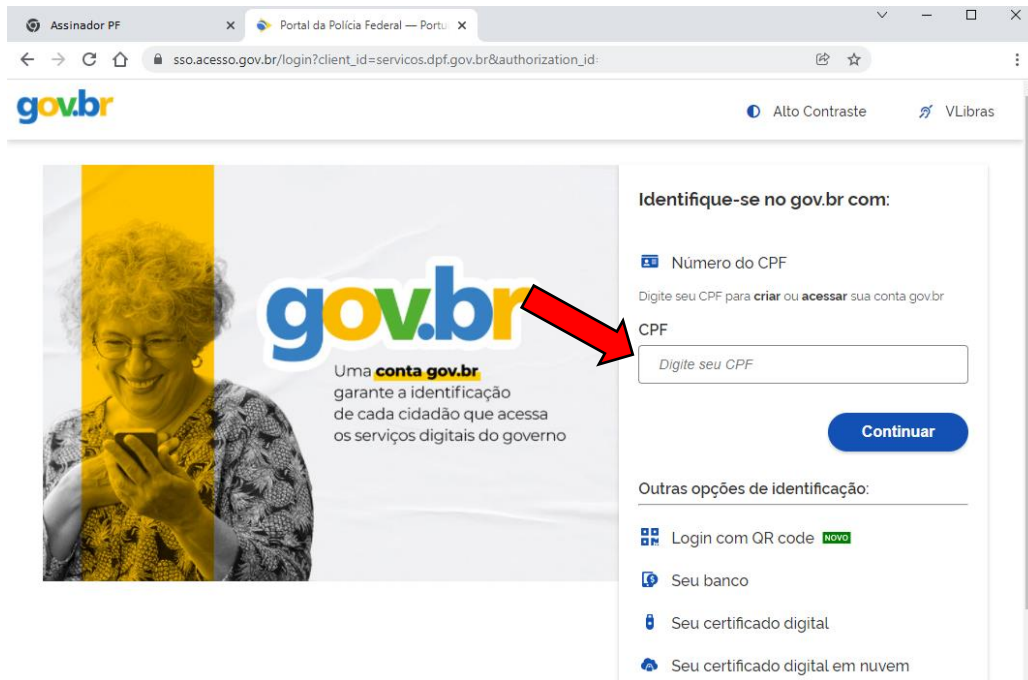 Assinador PF
Portal da Polícia Federal — Portu
sso.acesso.gov.br/login?client_id=servicos.dpf.gov.br&authorization_id
gov.br
Alto Contraste
VLibras
gov.br
Uma conta gov.br
garante a identificação
de cada cidadão que acessa
os serviços digitais do governo
Identifique-se no gov.br com:
Número do CPF
Digite seu CPF para criar ou acessar sua conta gov.br
CPF
Digite seu CPF
Continuar
Outras opções de identificação:
Login com QR code NOVO
Seu banco
Seu certificado digital
Seu certificado digital em nuvem